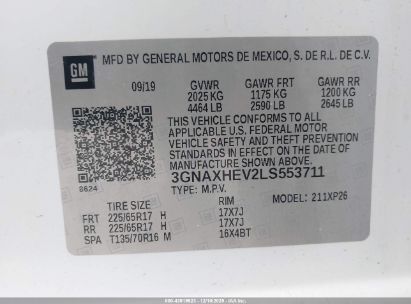 GM
MFD BY GENERAL MOTORS DE MEXICO, S. DE R.L. DE C.V.
09/19 GVWR GAWR FRT GAWR RR
2025 KG 1175 KG 1200 KG
4464 LB 2590 LB 2645 LB
THIS VEHICLE CONFORMS TO ALL APPLICABLE
U.S. FEDERAL MOTOR VEHICLE
SAFETY AND THEFT PREVENTION
STANDARDS IN EFFECT ON THE DATE OF
MANUFACTURE SHOWN ABOVE.
3GNAXHEV2LS553711
8624
TYPE: M.P.V. MODEL: 211XP26
TIRE SIZE RIM
FRT 225/65R17 H 17X7J
RR 225/65R17 H 17X7J
SPA T135/70R16 M 16X4BT